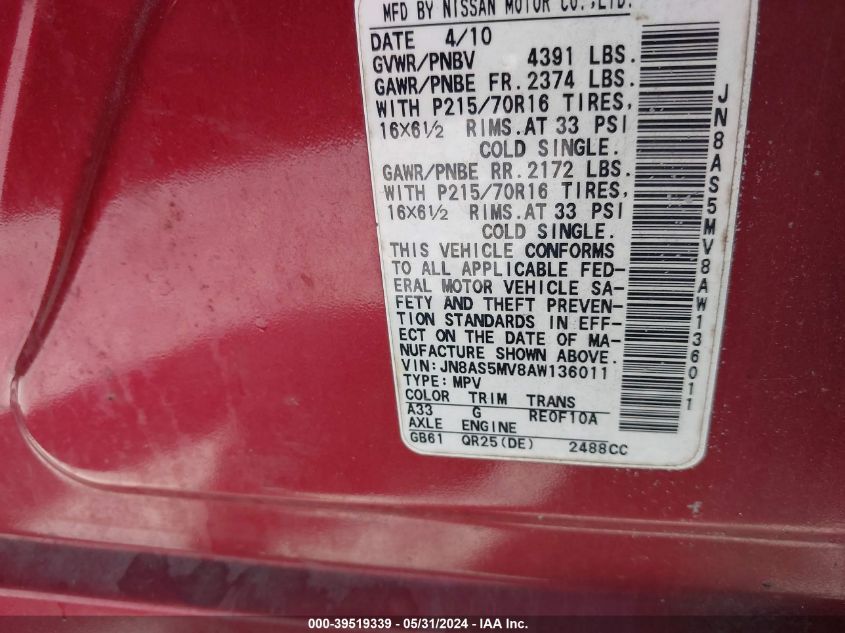 MFD BY NISSAN MOTOR CO.,LTD.
DATE 4/10
GVWR/PNBV 4391 LBS.
GAWR/PNBE FR. 2374 LBS.
WITH P215/70R16 TIRES,
16X6½ RIMS.AT 33 PSI
COLD SINGLE.
GAWR/PNBE RR. 2172 LBS.
WITH P215/70R16 TIRES,
16X6½ RIMS.AT 33 PSI
COLD SINGLE.
THIS VEHICLE CONFORMS
TO ALL APPLICABLE FED-
ERAL MOTOR VEHICLE SA-
FETY AND THEFT PREVEN-
TION STANDARDS IN EFF-
ECT ON THE DATE OF MA-
NUFACTURE SHOWN ABOVE.
VIN: JN8AS5MV8AW136011
TYPE: MPV
COLOR TRIM TRANS
A33 G RE0F10A
AXLE ENGINE
GB61 QR25(DE) 2488CC
JN8AS5MV8AW136011
000-39519339 - 05/31/2024 - IAA Inc.